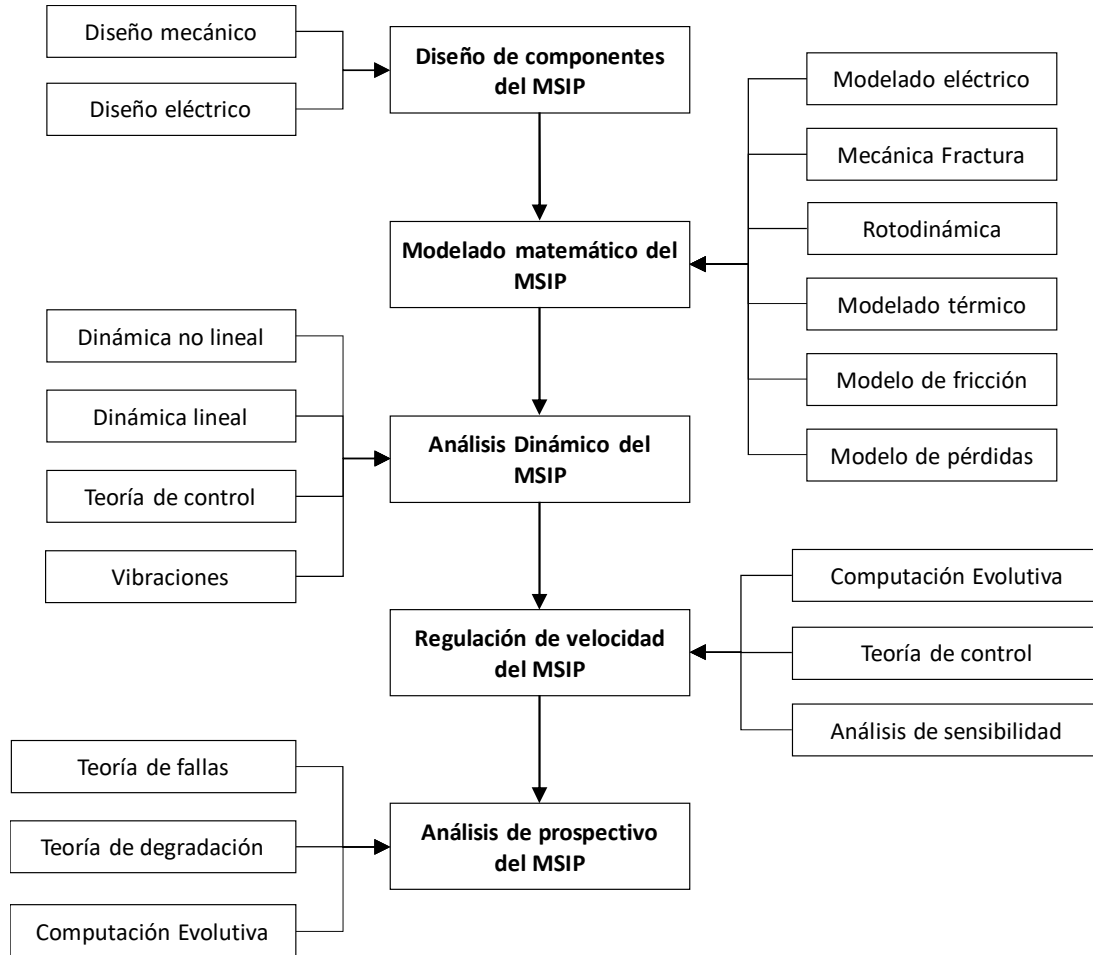 Diseño mecánico
Diseño eléctrico
Diseño de componentes
del MSIP
Modelado eléctrico
Mecánica Fractura
Rotodinámica
Modelado térmico
Modelo de fricción
Modelo de pérdidas
Modelado matemático del
MSIP
Dinámica no lineal
Dinámica lineal
Teoría de control
Vibraciones
Análisis Dinámico del
MSIP
Computación Evolutiva
Teoría de control
Análisis de sensibilidad
Regulación de velocidad
del MSIP
Teoría de fallas
Teoría de degradación
Computación Evolutiva
Análisis de prospectivo
del MSIP